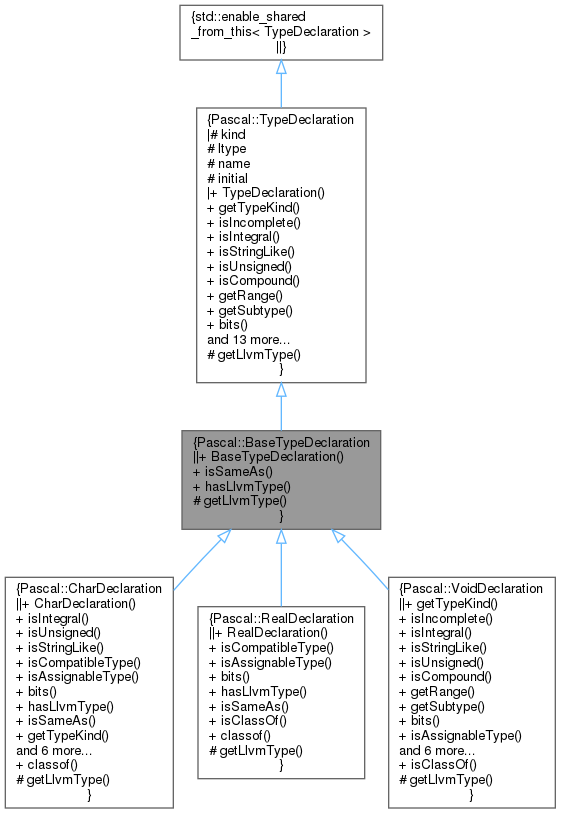 {std::enable_shared
_from_this< TypeDeclaration >
||}
{Pascal::TypeDeclaration
|# kind
# ltype
# name
# initial
|+ TypeDeclaration()
+ getTypeKind()
+ isIncomplete()
+ isIntegral()
+ isStringLike()
+ isUnsigned()
+ isCompound()
+ getRange()
+ getSubtype()
+ bits()
and 13 more...
# getLlvmType()
}
{Pascal::BaseTypeDeclaration
||+ BaseTypeDeclaration()
+ isSameAs()
+ hasLlvmType()
# getLlvmType()
}
{Pascal::CharDeclaration
||+ CharDeclaration()
+ isIntegral()
+ isUnsigned()
+ isStringLike()
+ isCompatibleType()
+ isAssignableType()
+ bits()
+ hasLlvmType()
+ isSameAs()
+ getTypeKind()
and 6 more...
+ classof()
# getLlvmType()
}
{Pascal::RealDeclaration
||+ RealDeclaration()
+ isCompatibleType()
+ isAssignableType()
+ bits()
+ hasLlvmType()
+ isSameAs()
+ isClassOf()
+ classof()
# getLlvmType()
}
{Pascal::VoidDeclaration
||+ getTypeKind()
+ isIncomplete()
+ isIntegral()
+ isStringLike()
+ isUnsigned()
+ isCompound()
+ getRange()
+ getSubtype()
+ bits()
+ isAssignableType()
and 6 more...
+ isClassOf()
# getLlvmType()
}